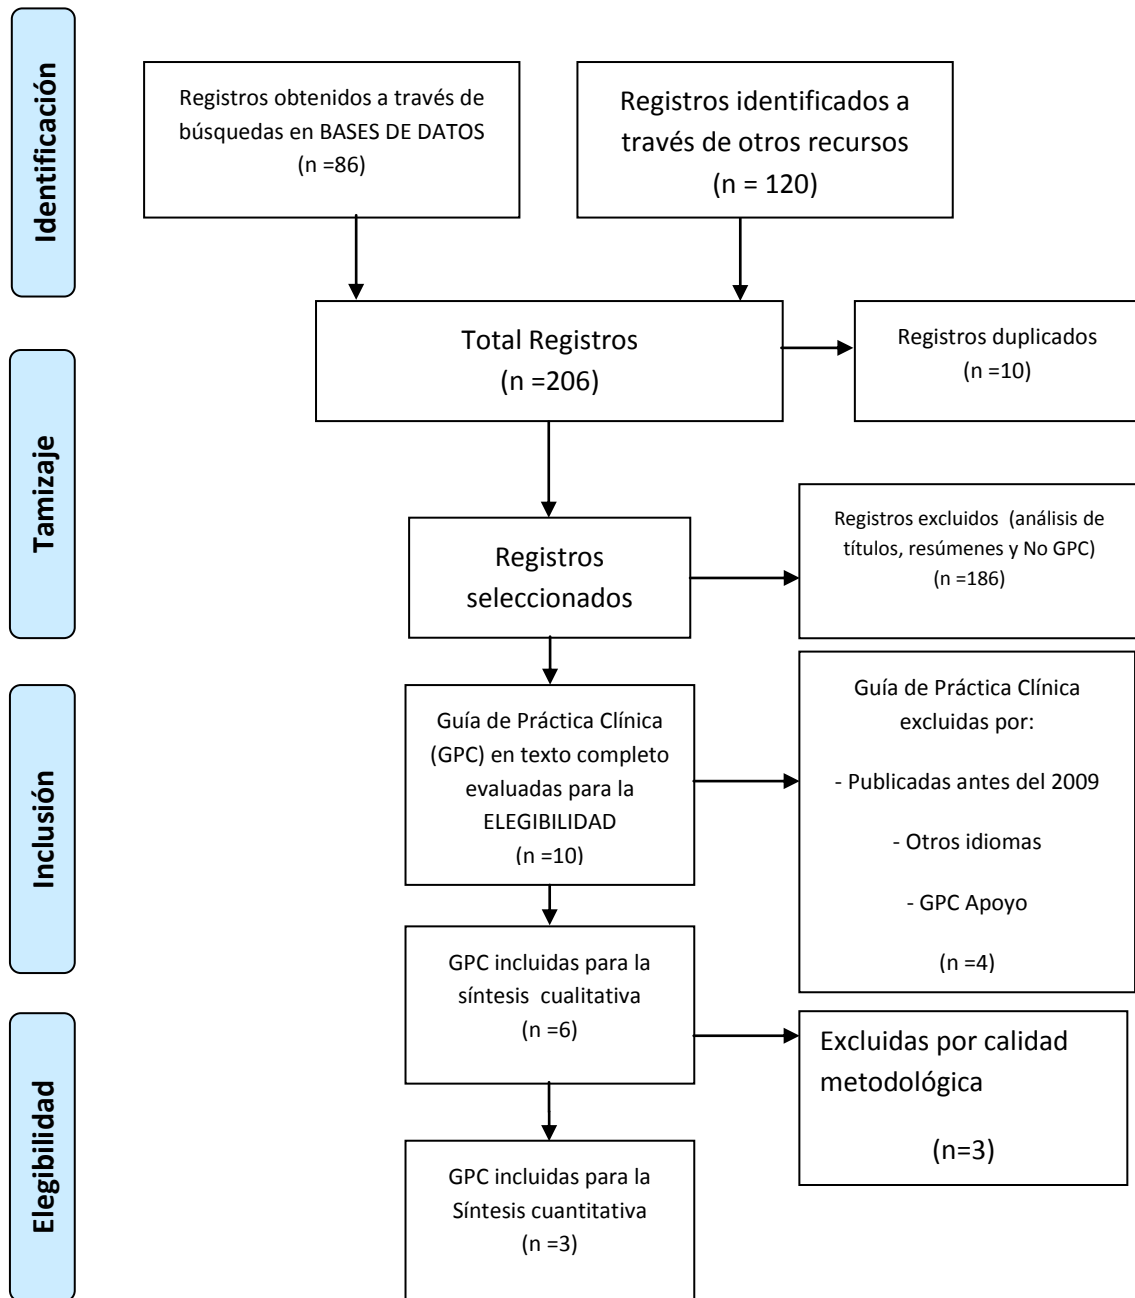 Identificación
Registros obtenidos a través de
búsquedas en BASES DE DATOS
(n =86)
Registros identificados a
través de otros recursos
(n = 120)
Total Registros
(n =206)
Registros duplicados
(n =10)
Tamizaje
Registros
seleccionados
Registros excluidos (análisis de
títulos, resúmenes y No GPC)
(n =186)
Inclusión
Guía de Práctica Clínica
(GPC) en texto completo
evaluadas para la
ELEGIBILIDAD
(n =10)
Guía de Práctica Clínica
excluidas por:
- Publicadas antes del 2009
- Otros idiomas
- GPC Apoyo
(n =4)
GPC incluidas para la
síntesis cualitativa
(n =6)
Elegibilidad
Excluidas por calidad
metodológica
(n=3)
GPC incluidas para la
Síntesis cuantitativa
(n =3)